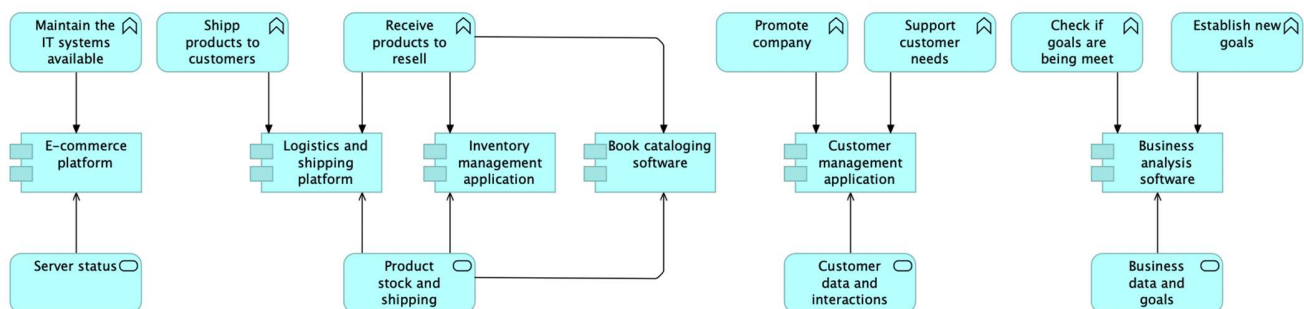 Maintain the
IT systems
available
Shipp
products to
customers
Receive
products to
resell
Promote
company
Support
customer
needs
Check if
goals are
being meet
Establish new
goals
E-commerce
platform
Logistics and
shipping
platform
Inventory
management
application
Book cataloging
software
Customer
management
application
Business
analysis
software
Server status
Product
stock and
shipping
Customer
data and
interactions
Business
data and
goals